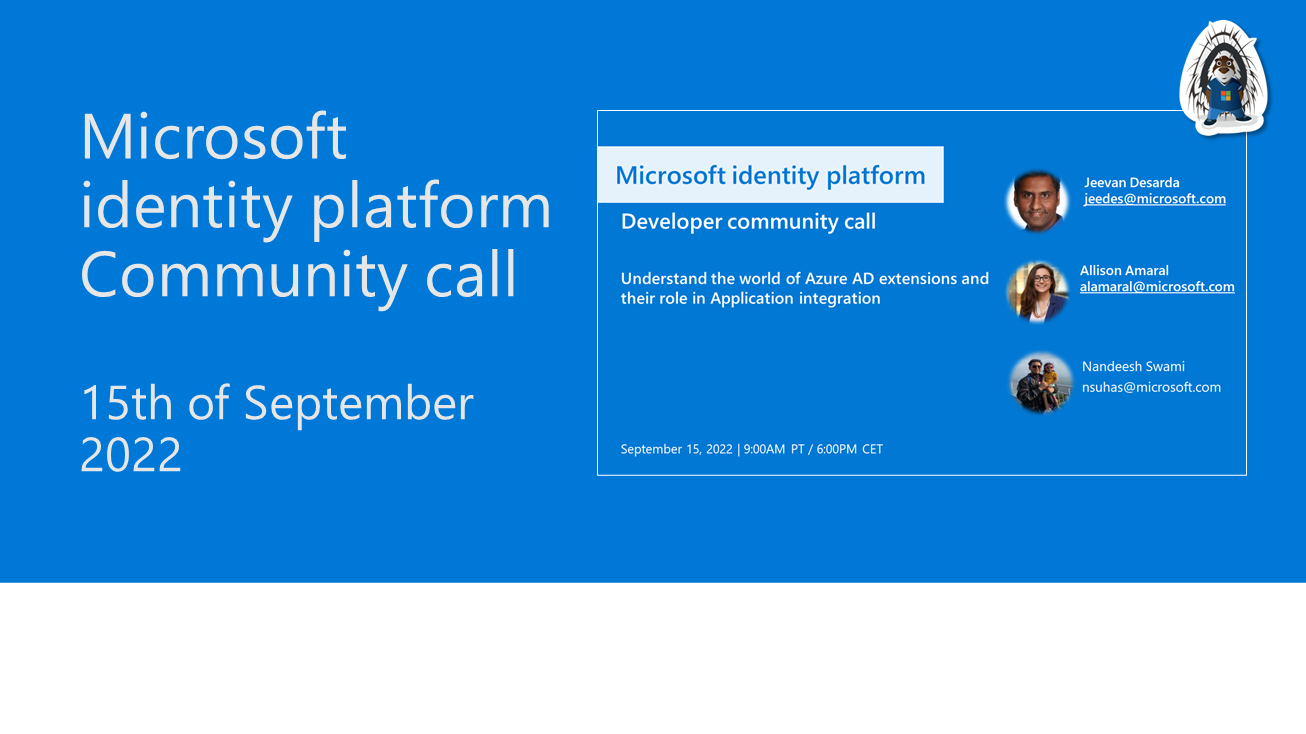 Microsoft
identity platform
Community call
15th of September
2022
Microsoft identity platform
Developer community call
Understand the world of Azure AD extensions and
their role in Application integration
September 15, 2022 | 9:00AM PT / 6:00PM CET
Jeevan Desarda
jeedes@microsoft.com
Allison Amaral
alamaral@microsoft.com
Nandeesh Swami
nsuhas@microsoft.com